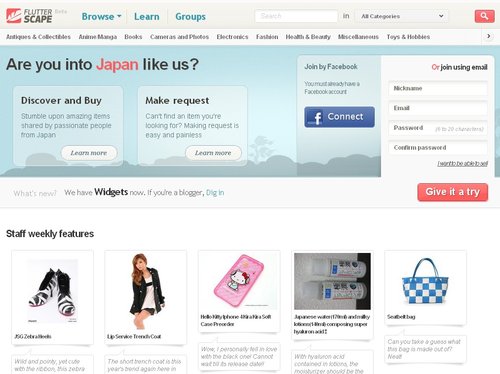 FLUTTER SCAPE Beta
Browse Learn Groups
Search in All Categories
Antiques & Collectibles Anime Manga Books Cameras and Photos Electronics Fashion Health & Beauty Miscellaneous Toys & Hobbies
Are you into Japan like us?
Discover and Buy
Stumble upon amazing items
shared by passionate people
from Japan
Learn more
Make request
Can't find an item you're
looking for? Making request is
easy and painless
Learn more
Join by Facebook
You must already have a
Facebook account
Connect
Or join using email
Nickname
Email
Password (6 to 20 characters)
Confirm password
I want to be able to sell
What's new? We have Widgets now. If you're a blogger, Dig in
Give it a try
Staff weekly features
JSG Zebra Heels
Wild and pointy, yet cute
with the ribbon, this zebra
Lip Service Trench Coat
The short trench coat is this
year's trend again here in
Hello Kitty Iphone 4 Kira Kira Soft
Case Preorder
Wow, I personally fell in
love with the black one! Cannot
wait till its release date!!
Japanese water (170ml) and milky
lotions(140ml) composing super
hyaluronic acid
With hyaluronic acid
contained in lotions, the
moisturizer should be the
Seatbelt bag
Can you take a guess what
this bag is made out of?
Neat!